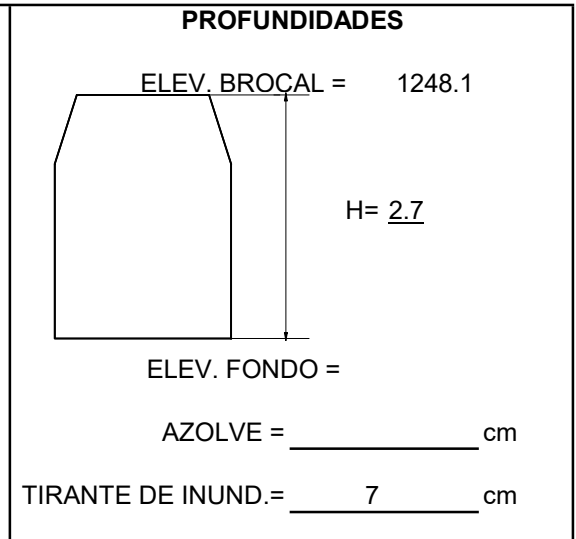 PROFUNDIDADES
ELEV. BROCAL = 1248.1
H= 2.7
ELEV. FONDO =
AZOLVE = cm
TIRANTE DE INUND.= 7 cm